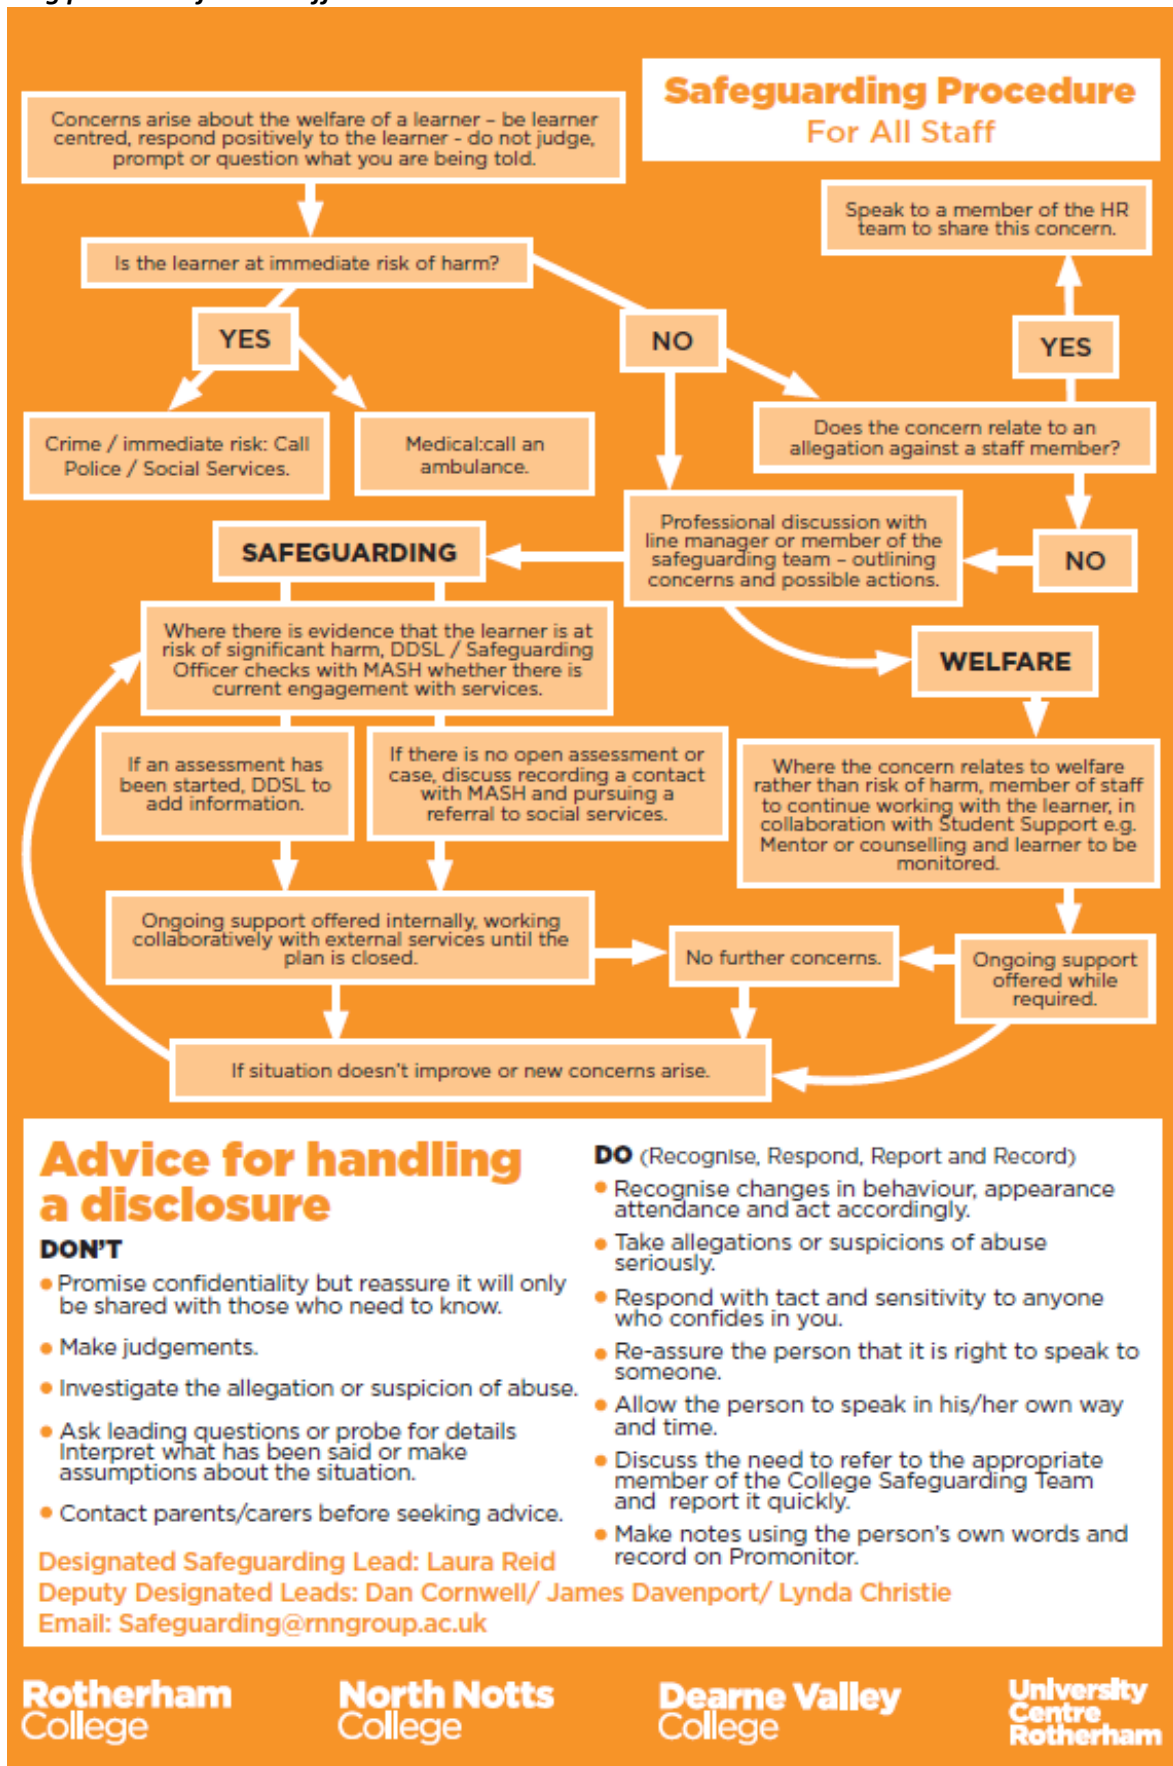 Safeguarding Procedure
For All Staff
Concerns arise about the welfare of a learner – be learner
centred, respond positively to the learner - do not judge,
prompt or question what you are being told.
Speak to a member of the HR
team to share this concern.
Is the learner at immediate risk of harm?
YES
NO
YES
Crime / immediate risk: Call
Police / Social Services.
Medical:call an
ambulance.
Does the concern relate to an
allegation against a staff member?
Professional discussion with
line manager or member of the
safeguarding team – outlining
concerns and possible actions.
NO
SAFEGUARDING
Where there is evidence that the learner is at
risk of significant harm, DDSL / Safeguarding
Officer checks with MASH whether there is
current engagement with services.
WELFARE
If an assessment has
been started, DDSL to
add information.
If there is no open assessment or
case, discuss recording a contact
with MASH and pursuing a
referral to social services.
Where the concern relates to welfare
rather than risk of harm, member of staff
to continue working with the learner, in
collaboration with Student Support e.g.
Mentor or counselling and learner to be
monitored.
Ongoing support offered internally, working
collaboratively with external services until the
plan is closed.
No further concerns.
Ongoing support
offered while
required.
If situation doesn't improve or new concerns arise.
Advice for handling
a disclosure
DON'T
Promise confidentiality but reassure it will only
be shared with those who need to know.
Make judgements.
Investigate the allegation or suspicion of abuse.
Ask leading questions or probe for details
Interpret what has been said or make
assumptions about the situation.
Contact parents/carers before seeking advice.
DO (Recognise, Respond, Report and Record)
Recognise changes in behaviour, appearance
attendance and act accordingly.
Take allegations or suspicions of abuse
seriously.
Respond with tact and sensitivity to anyone
who confides in you.
Re-assure the person that it is right to speak to
someone.
Allow the person to speak in his/her own way
and time.
Discuss the need to refer to the appropriate
member of the College Safeguarding Team
and report it quickly.
Make notes using the person's own words and
record on Promonitor.
Designated Safeguarding Lead: Laura Reid
Deputy Designated Leads: Dan Cornwell/ James Davenport/ Lynda Christie
Email: Safeguarding@rnngroup.ac.uk
Rotherham
College
North Notts
College
Dearne Valley
College
University
Centre
Rotherham